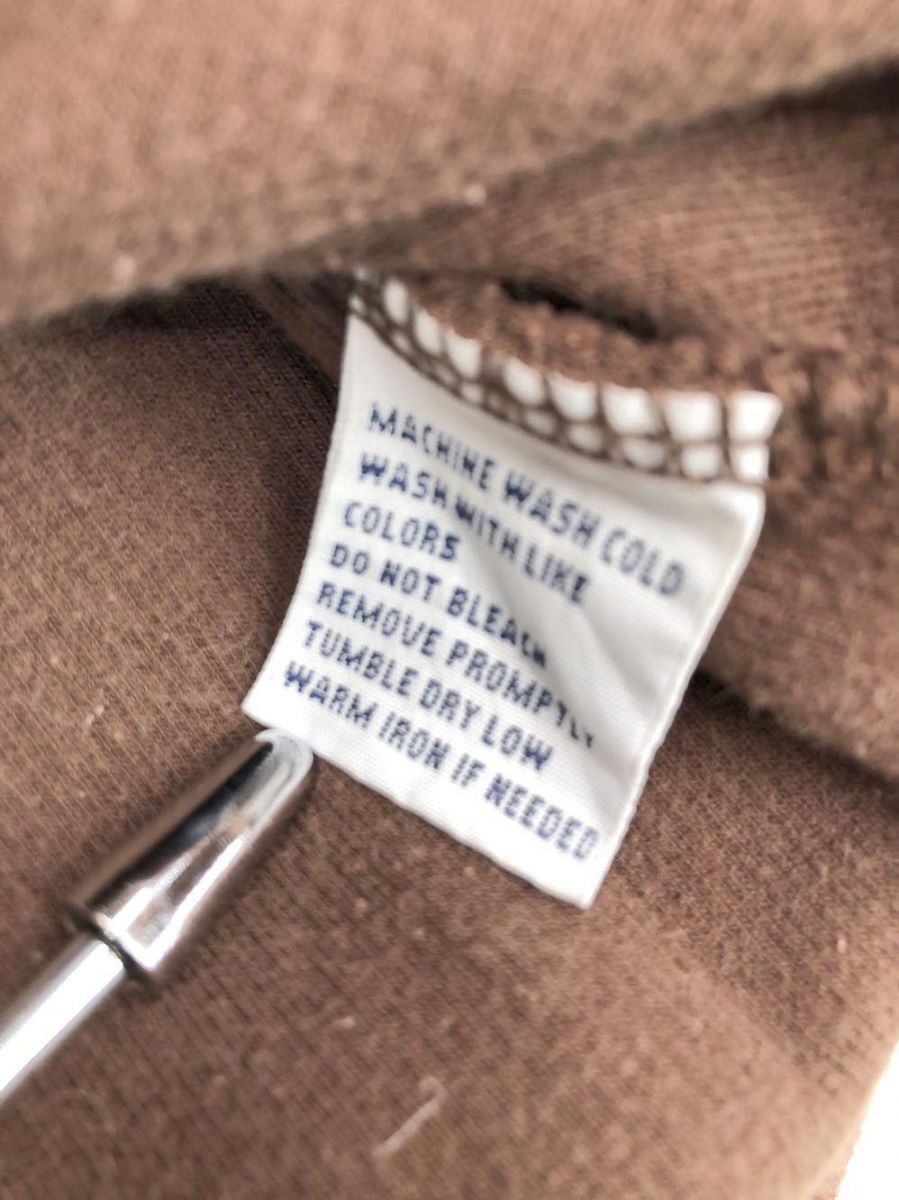 MACHINE WASH COLD
WASH WITH LIKE
COLORS
DO NOT BLEACH
REMOVE PROMPTLY
TUMBLE DRY LOW
WARM IRON IF NEEDED